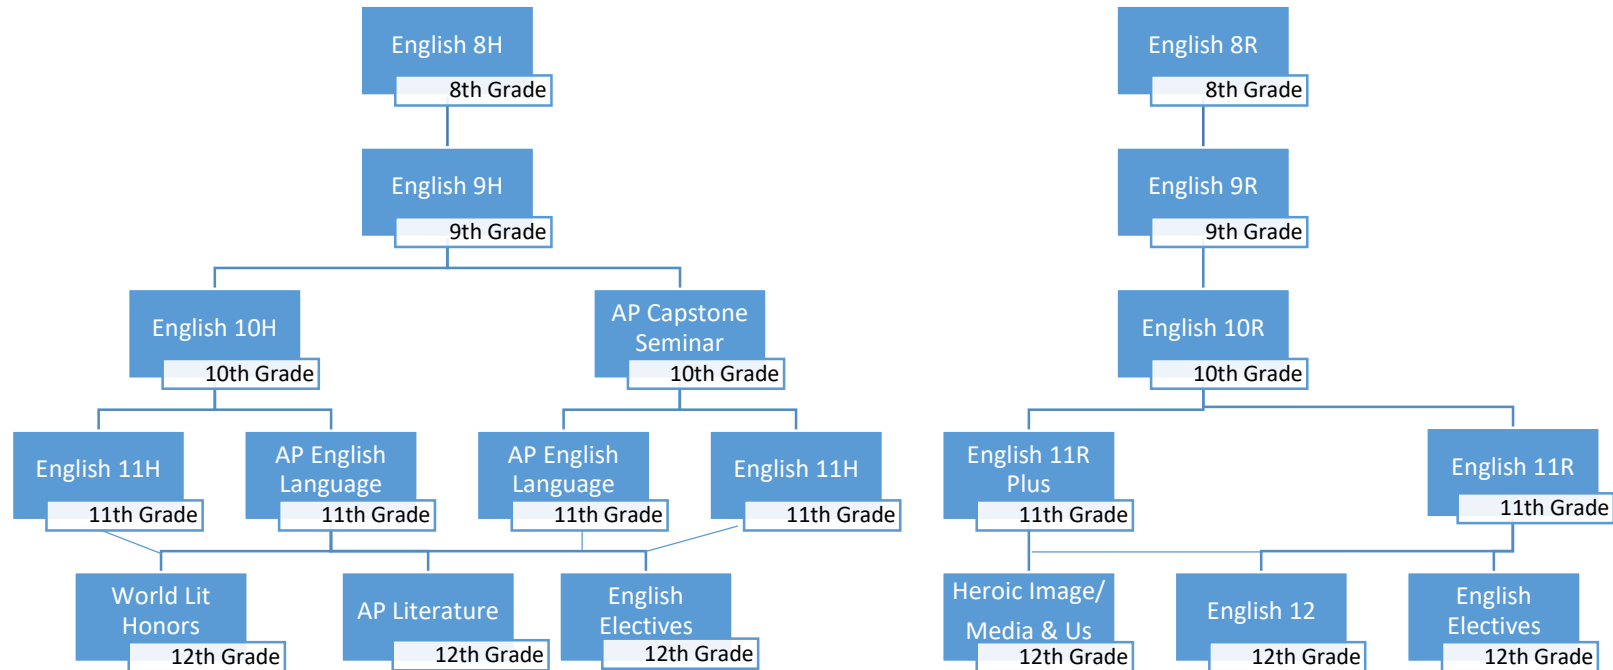 English 8H
8th Grade
English 8R
8th Grade
English 9H
9th Grade
English 9R
9th Grade
English 10H
10th Grade
AP Capstone
Seminar
10th Grade
English 10R
10th Grade
English 11H
11th Grade
AP English
Language
11th Grade
AP English
Language
11th Grade
English 11H
11th Grade
English 11R
Plus
11th Grade
English 11R
11th Grade
World Lit
Honors
12th Grade
AP Literature
12th Grade
English
Electives
12th Grade
Heroic Image/
Media & Us
12th Grade
English 12
12th Grade
English
Electives
12th Grade